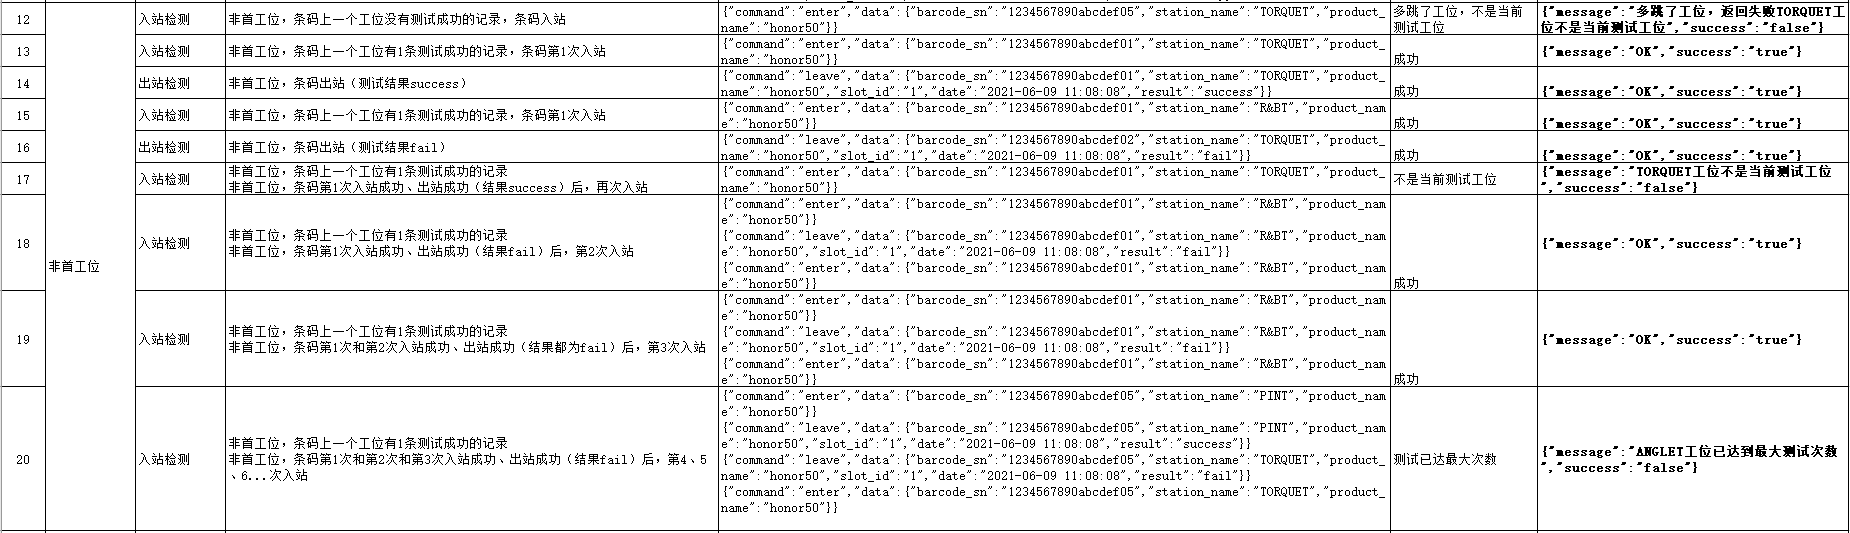 12
入站检测
非首工位，条码上一个工位没有测试成功的记录，条码入站
{"command":"enter","data":{"barcode_sn":"1234567890abcdef05","station_name":"TORQUET","product_
name":"honor50"}}
多跳了工位，不是当前
测试工位
{"message":"多跳了工位，返回失败TORQUET工
位不是当前测试工位","success":"false"}
13
入站检测
非首工位，条码上一个工位有1条测试成功的记录，条码第1次入站
{"command":"enter","data":{"barcode_sn":"1234567890abcdef01","station_name":"TORQUET","product_
name":"honor50"}}
成功
{"message":"OK","success":"true"}
14
出站检测
非首工位，条码出站（测试结果success）
{"command":"leave","data":{"barcode_sn":"1234567890abcdef01","station_name":"TORQUET","product_
name":"honor50","slot_id":"1","date":"2021-06-09 11:08:08","result":"success"}}
成功
{"message":"OK","success":"true"}
15
入站检测
非首工位，条码上一个工位有1条测试成功的记录，条码第1次入站
{"command":"enter","data":{"barcode_sn":"1234567890abcdef01","station_name":"R&BT","product_nam
e":"honor50"}}
成功
{"message":"OK","success":"true"}
16
出站检测
非首工位，条码出站（测试结果fail）
{"command":"leave","data":{"barcode_sn":"1234567890abcdef02","station_name":"TORQUET","product_
name":"honor50","slot_id":"1","date":"2021-06-09 11:08:08","result":"fail"}}
成功
{"message":"OK","success":"true"}
17
入站检测
非首工位，条码上一个工位有1条测试成功的记录
非首工位，条码第1次入站成功、出站成功（结果success）后，再次入站
{"command":"enter","data":{"barcode_sn":"1234567890abcdef01","station_name":"TORQUET","product_
name":"honor50"}}
不是当前测试工位
{"message":"TORQUET工位不是当前测试工位
","success":"false"}
非首工位
18
入站检测
非首工位，条码上一个工位有1条测试成功的记录
非首工位，条码第1次入站成功、出站成功（结果fail）后，第2次入站
{"command":"enter","data":{"barcode_sn":"1234567890abcdef01","station_name":"R&BT","product_nam
e":"honor50"}}
{"command":"leave","data":{"barcode_sn":"1234567890abcdef01","station_name":"R&BT","product_nam
e":"honor50","slot_id":"1","date":"2021-06-09 11:08:08","result":"fail"}}
{"command":"enter","data":{"barcode_sn":"1234567890abcdef01","station_name":"R&BT","product_nam
e":"honor50"}}
成功
{"message":"OK","success":"true"}
19
入站检测
非首工位，条码上一个工位有1条测试成功的记录
非首工位，条码第1次和第2次入站成功、出站成功（结果都为fail）后，第3次入站
{"command":"enter","data":{"barcode_sn":"1234567890abcdef01","station_name":"R&BT","product_nam
e":"honor50"}}
{"command":"leave","data":{"barcode_sn":"1234567890abcdef01","station_name":"R&BT","product_nam
e":"honor50","slot_id":"1","date":"2021-06-09 11:08:08","result":"fail"}}
{"command":"enter","data":{"barcode_sn":"1234567890abcdef01","station_name":"R&BT","product_nam
e":"honor50"}}
成功
{"message":"OK","success":"true"}
20
入站检测
非首工位，条码上一个工位有1条测试成功的记录
非首工位，条码第1次和第2次和第3次入站成功、出站成功（结果fail）后，第4、5
、6...次入站
{"command":"enter","data":{"barcode_sn":"1234567890abcdef05","station_name":"PINT","product_nam
e":"honor50"}}
{"command":"leave","data":{"barcode_sn":"1234567890abcdef05","station_name":"PINT","product_nam
e":"honor50","slot_id":"1","date":"2021-06-09 11:08:08","result":"success"}}
{"command":"leave","data":{"barcode_sn":"1234567890abcdef05","station_name":"TORQUET","product_
name":"honor50","slot_id":"1","date":"2021-06-09 11:08:08","result":"fail"}}
{"command":"enter","data":{"barcode_sn":"1234567890abcdef05","station_name":"TORQUET","product_
name":"honor50"}}
测试已达最大次数
{"message":"ANGLET工位已达到最大测试次数
","success":"false"}